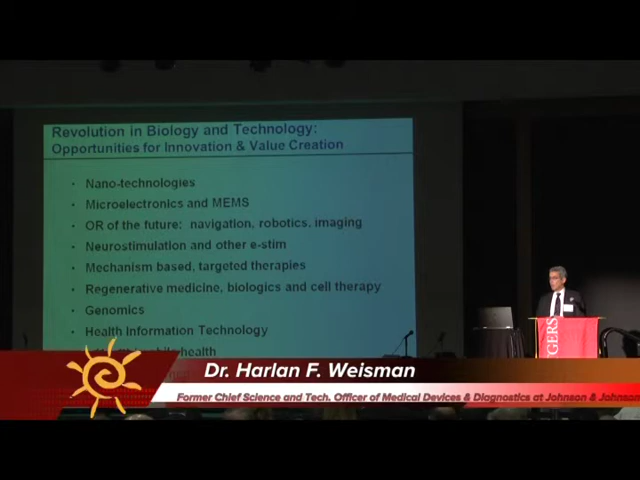 Revolution in Biology and Technology:
Opportunities for Innovation & Value Creation
• Nano-technologies
• Microelectronics and MEMS
• OR of the future: navigation, robotics, imaging
• Neurostimulation and other e-stim
• Mechanism based, targeted therapies
• Regenerative medicine, biologics and cell therapy
• Genomics
• Health Information Technology
health
TGERS
Dr. Harlan F. Weisman
Former Chief Science and Tech. Officer of Medical Devices & Diagnostics at Johnson & Johnson